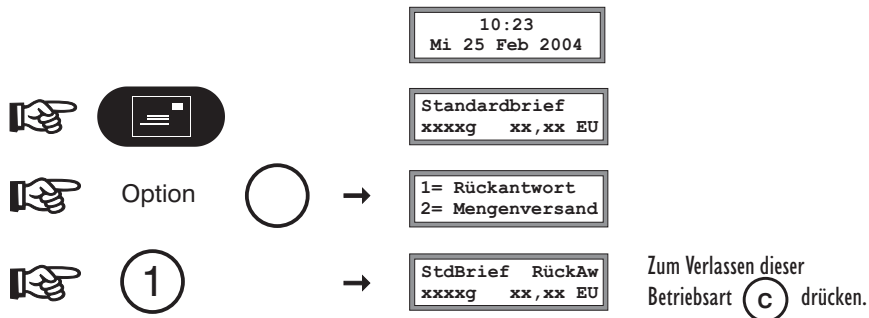 10:23
Mi 25 Feb 2004
Standardbrief
xxxxg xx,xx EU
Option
1= Rückantwort
2= Mengenversand
1
StdBrief RückAw
xxxxg xx,xx EU
Zum Verlassen dieser
Betriebsart C drücken.